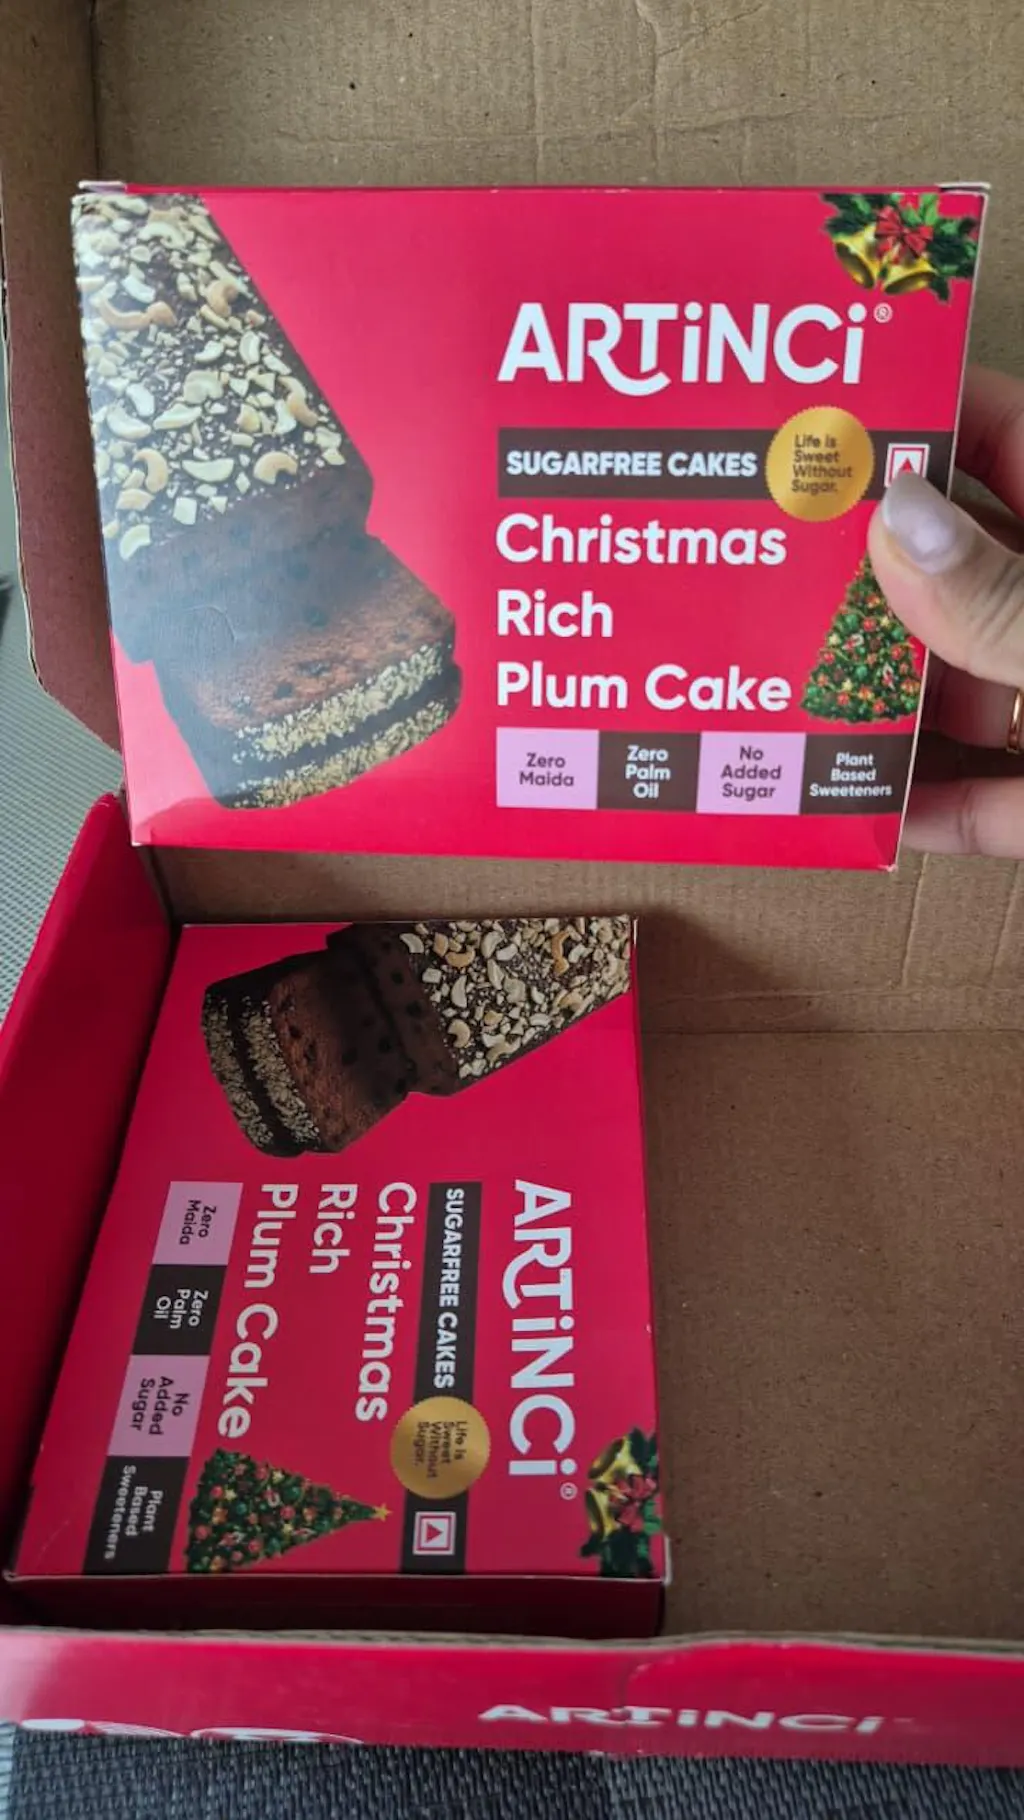 ARTiNCi®
SUGARFREE CAKES
Life is
Sweet
Without
Sugar.
Christmas
Rich
Plum Cake
Zero
Maida
Zero
Palm
Oil
No
Added
Sugar
Plant
Based
Sweeteners
ARTiNCi®
SUGARFREE CAKES
Life is
Sweet
Without
Sugar.
Christmas
Rich
Plum Cake
Zero
Maida
Zero
Palm
Oil
No
Added
Sugar
Plant
Based
Sweeteners
ARTiNCi